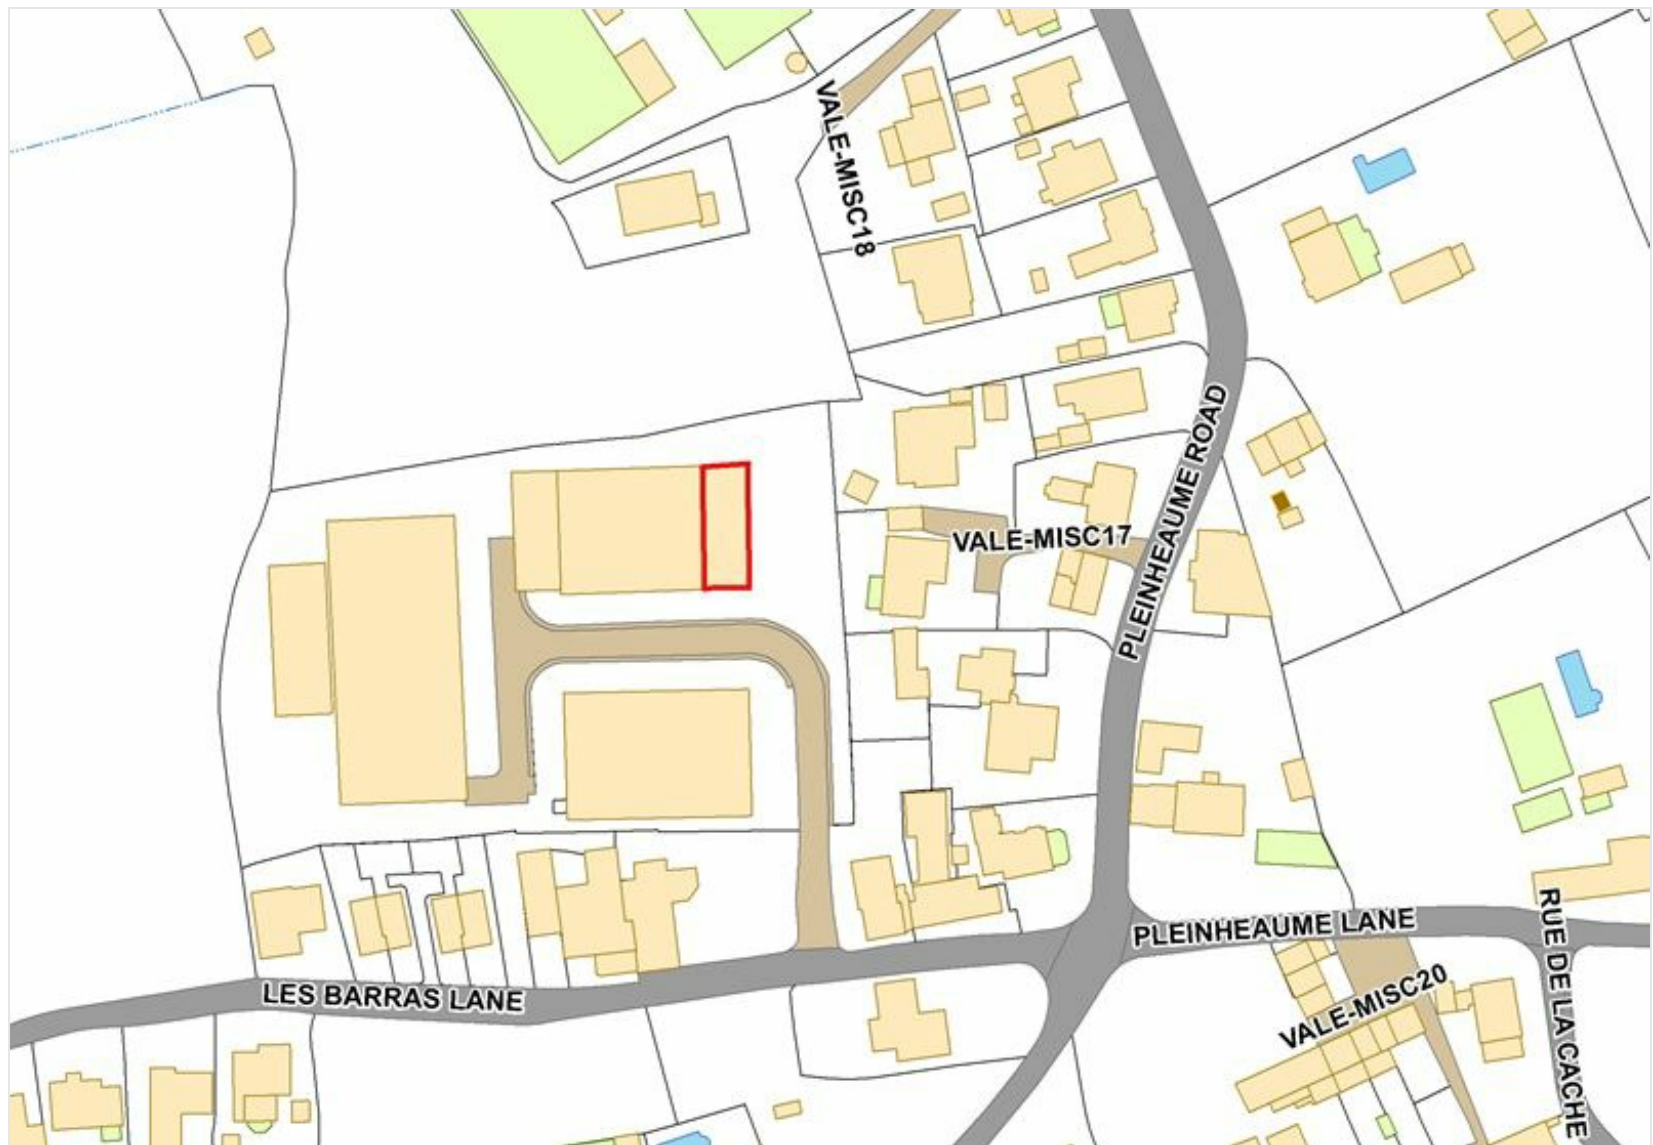 VALE-MISC18
PLEINHEAUME ROAD
VALE-MISC17
PLEINHEAUME LANE
RUE DE LA CACHE
LES BARRAS LANE
VALE-MISC20